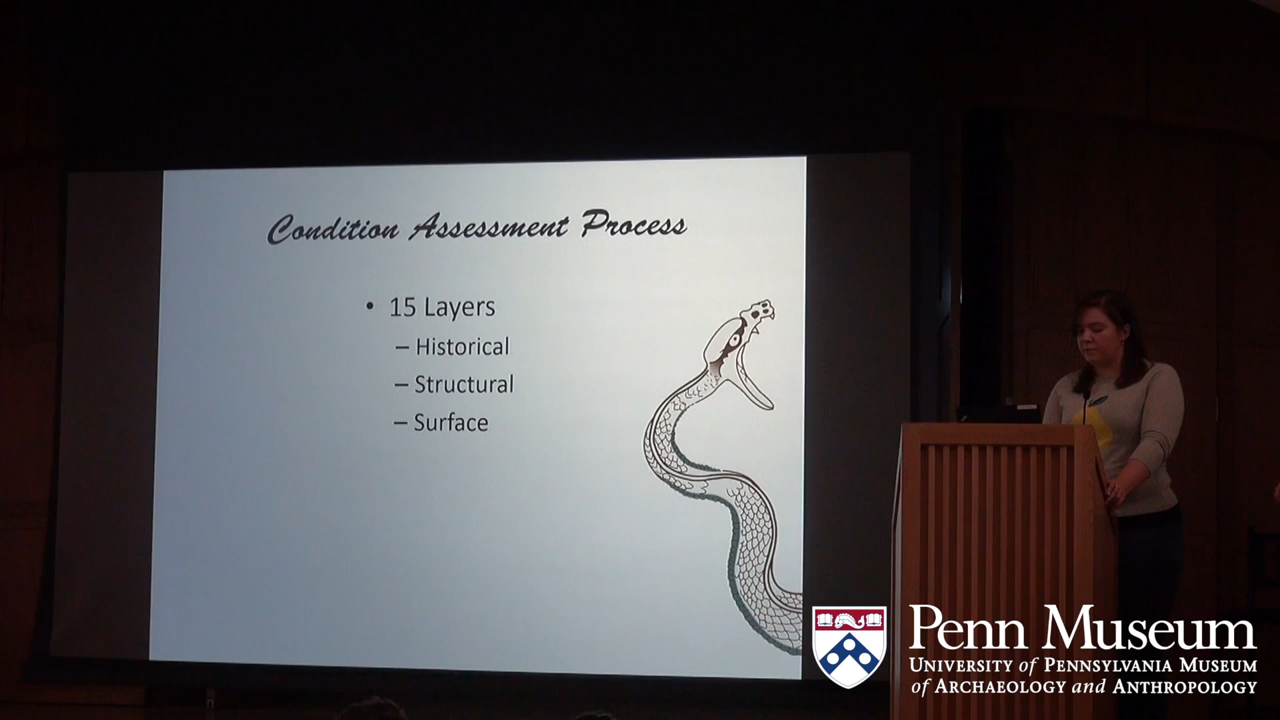 Condition Assessment Process
• 15 Layers
– Historical
– Structural
– Surface
Penn Museum
University of Pennsylvania Museum
of Archaeology and Anthropology